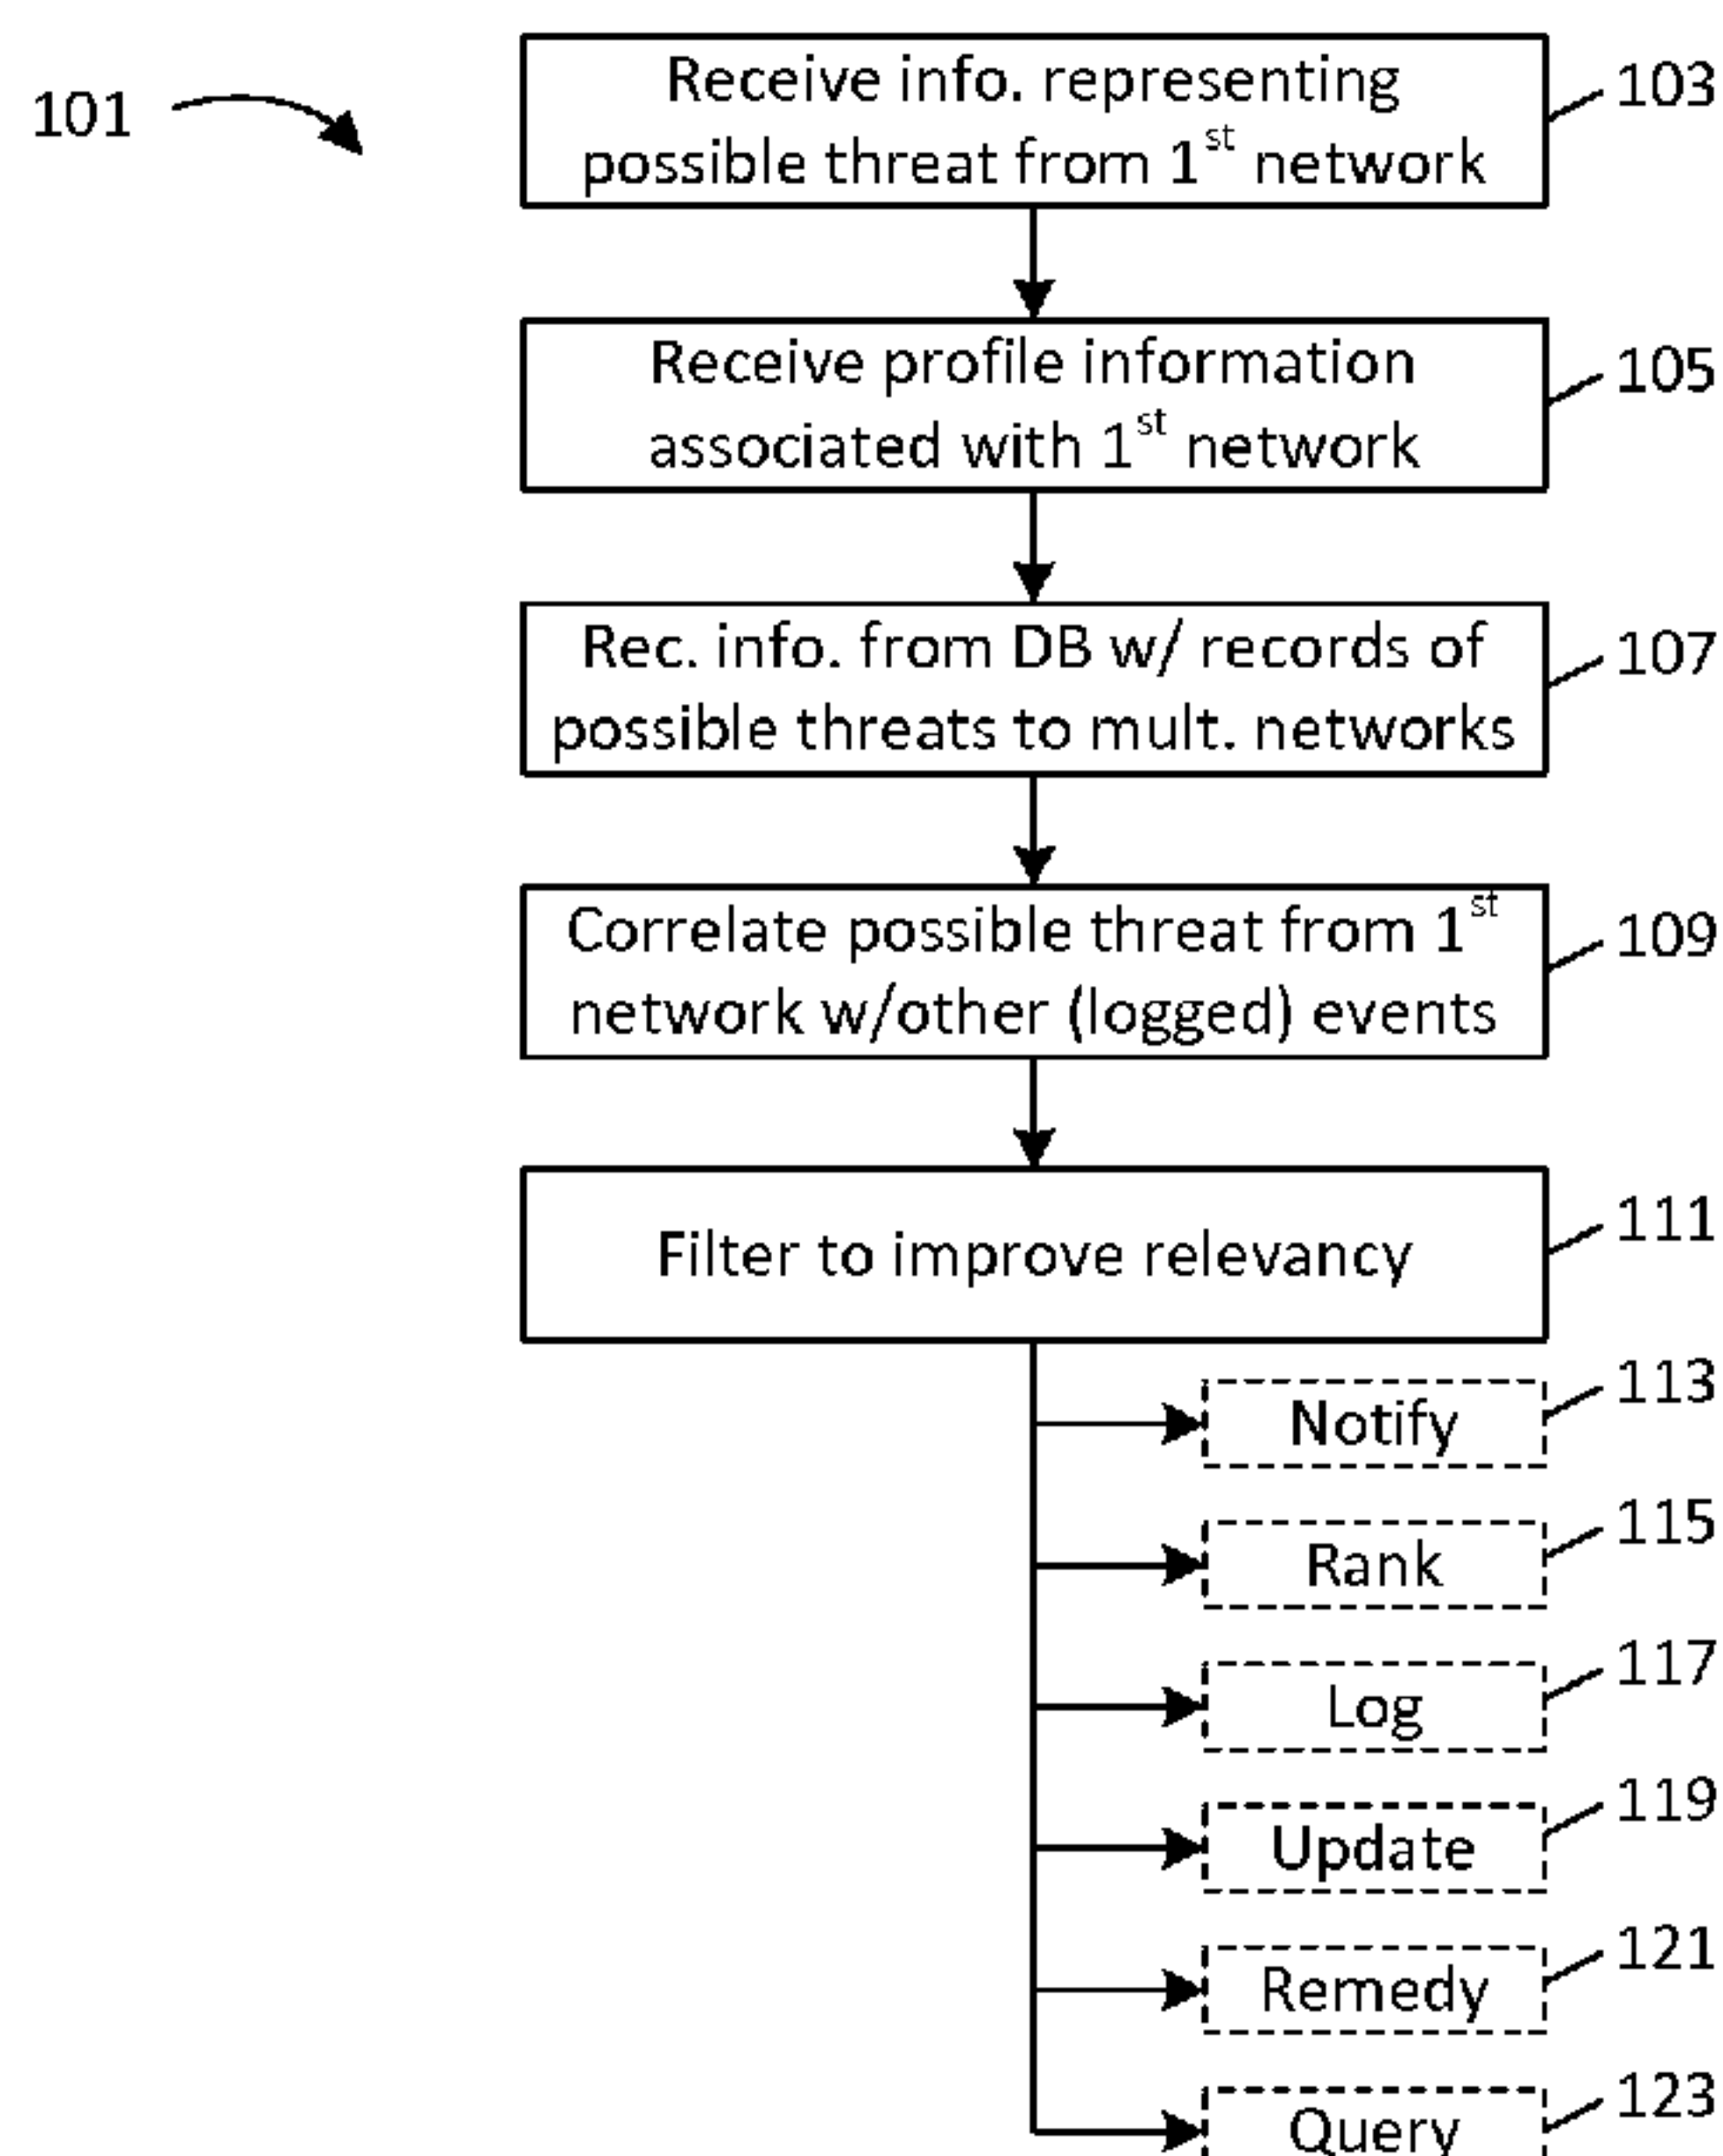 101
Receive info. representing
possible threat from 1st network
103
Receive profile information
associated with 1st network
105
Rec. info. from DB w/ records of
possible threats to mult. networks
107
Correlate possible threat from 1st
network w/other (logged) events
109
Filter to improve relevancy
111
Notify
113
Rank
115
Log
117
Update
119
Remedy
121
Query
123